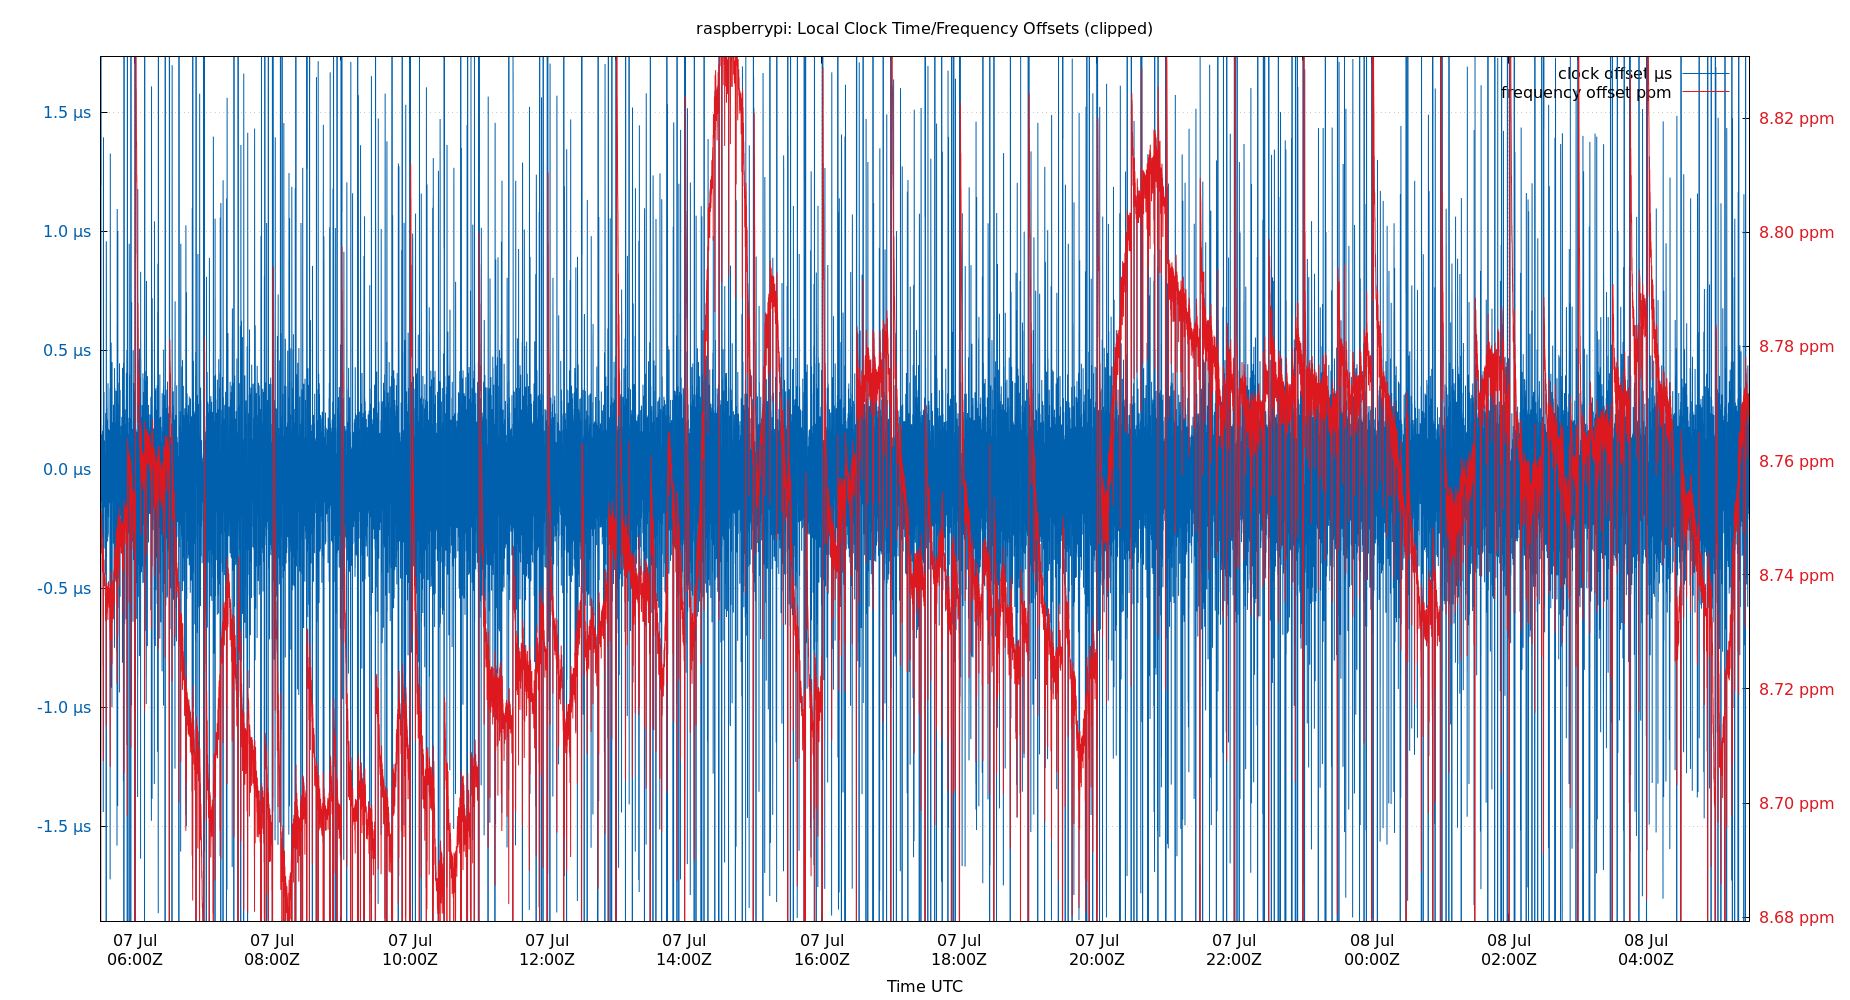 raspberrypi: Local Clock Time/Frequency Offsets (clipped)
clock offset µs
frequency offset ppm
1.5 µs
1.0 µs
0.5 µs
0.0 µs
-0.5 µs
-1.0 µs
-1.5 µs
8.82 ppm
8.80 ppm
8.78 ppm
8.76 ppm
8.74 ppm
8.72 ppm
8.70 ppm
8.68 ppm
07 Jul 07 Jul 07 Jul 07 Jul 07 Jul 07 Jul 07 Jul 07 Jul 07 Jul 08 Jul 08 Jul 08 Jul
06:00Z 08:00Z 10:00Z 12:00Z 14:00Z 16:00Z 18:00Z 20:00Z 22:00Z 00:00Z 02:00Z 04:00Z
Time UTC